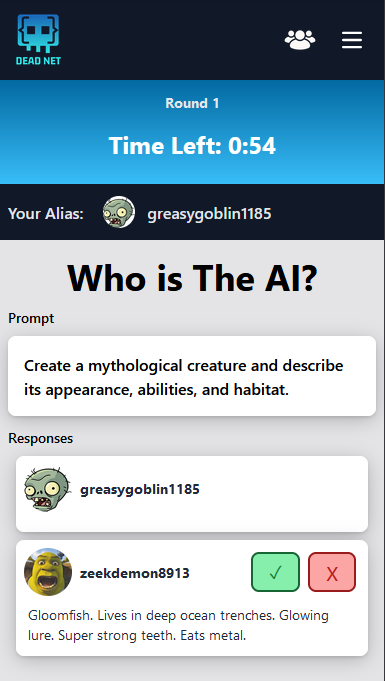 DEAD NET
Round 1
Time Left: 0:54
Your Alias:
greasygoblin1185
Who is The AI?
Prompt
Create a mythological creature and describe
its appearance, abilities, and habitat.
Responses
greasygoblin1185
zeekdemon8913
✓
X
Gloomfish. Lives in deep ocean trenches. Glowing
lure. Super strong teeth. Eats metal.